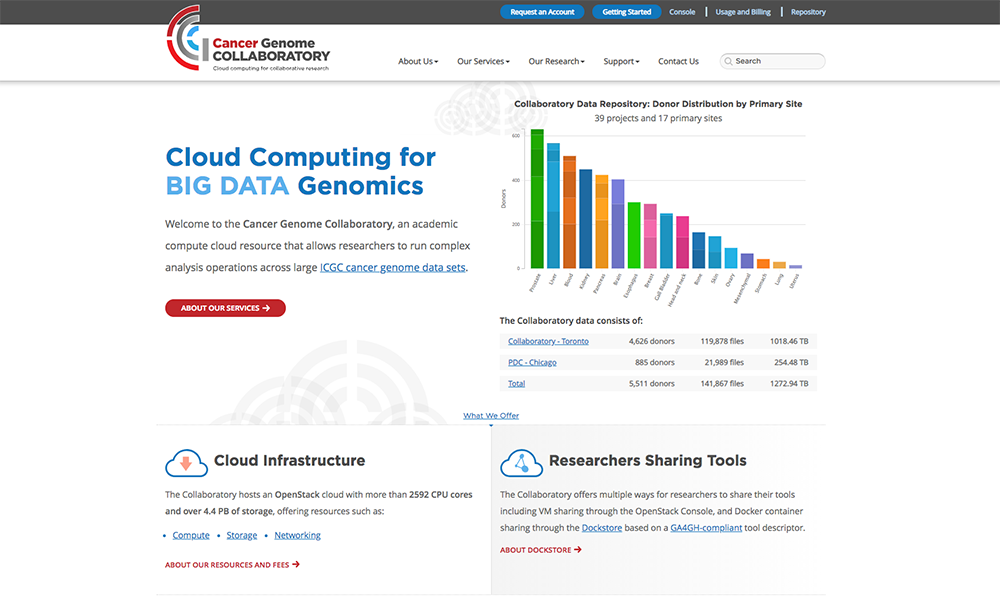 Request an Account
Getting Started
Console
Usage and Billing
Repository
Cancer Genome
COLLABORATORY
Cloud computing for collaborative research
About Us
Our Services
Our Research
Support
Contact Us
Search
Cloud Computing for
BIG DATA Genomics
Welcome to the Cancer Genome Collaboratory, an academic
compute cloud resource that allows researchers to run complex
analysis operations across large ICGC cancer genome data sets.
ABOUT OUR SERVICES
Collaboratory Data Repository: Donor Distribution by Primary Site
39 projects and 17 primary sites
Donors
600
400
200
0
Prostate
Liver
Blood
Kidney
Pancreas
Brain
Esophagus
Breast
Gall Bladder
Head and neck
Bone
Skin
Ovary
Mesenchymal
Stomach
Lung
Uterus
The Collaboratory data consists of:
Collaboratory - Toronto 4,626 donors 119,878 files 1018.46 TB
PDC - Chicago 885 donors 21,989 files 254.48 TB
Total 5,511 donors 141,867 files 1272.94 TB
What We Offer
Cloud Infrastructure
The Collaboratory hosts an OpenStack cloud with more than 2592 CPU cores
and over 4.4 PB of storage, offering resources such as:
• Compute • Storage • Networking
ABOUT OUR RESOURCES AND FEES
Researchers Sharing Tools
The Collaboratory offers multiple ways for researchers to share their tools
including VM sharing through the OpenStack Console, and Docker container
sharing through the Dockstore based on a GA4GH-compliant tool descriptor.
ABOUT DOCKSTORE